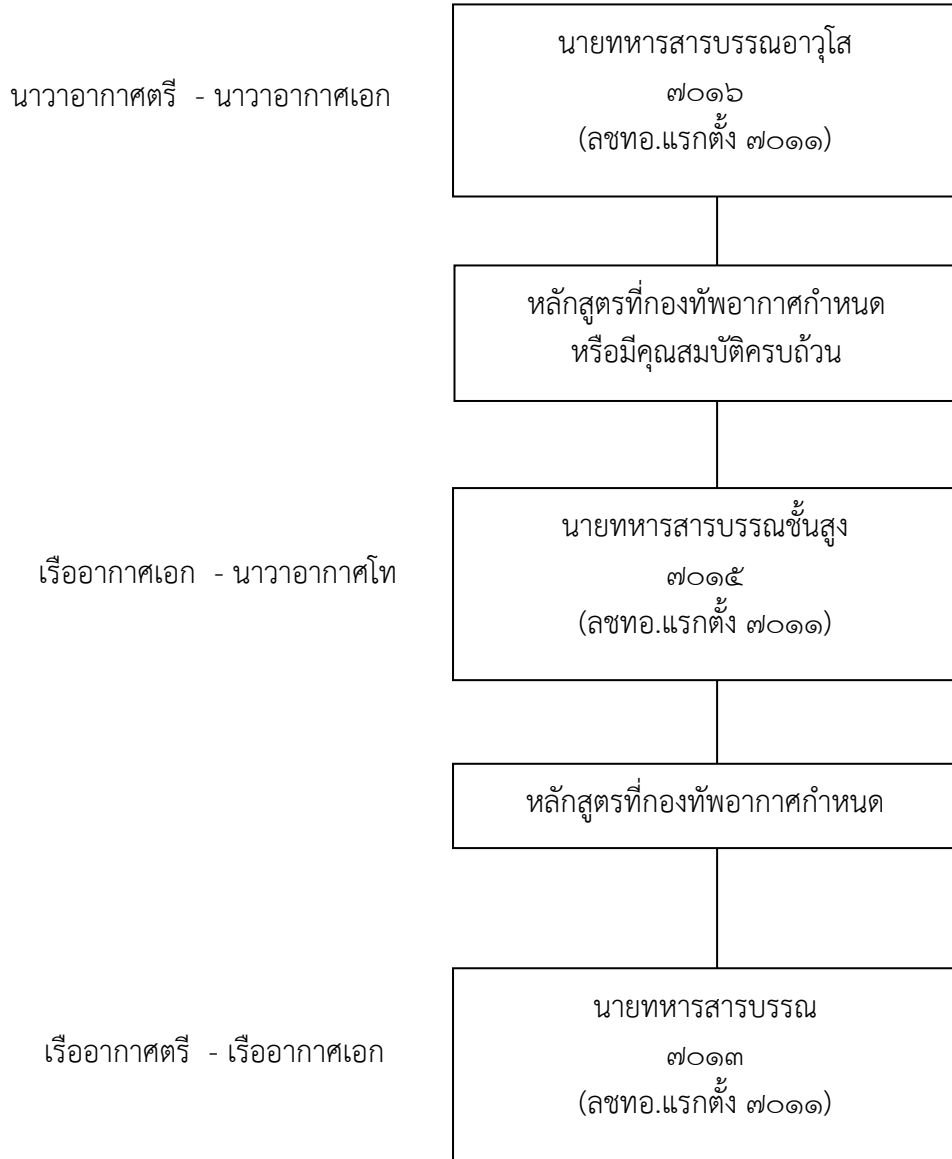 นายทหารสารบรรณอาวุโส
นาวาอากาศตรี - นาวาอากาศเอก
๗๐๑๖
(ลชทอ.แรกตั้ง ๗๐๑๑)
หลักสูตรที่กองทัพอากาศกำหนด
หรือมีคุณสมบัติครบถ้วน
นายทหารสารบรรณชั้นสูง
เรืออากาศเอก - นาวาอากาศโท
๗๐๑๕
(ลชทอ.แรกตั้ง ๗๐๑๑)
หลักสูตรที่กองทัพอากาศกำหนด
นายทหารสารบรรณ
เรืออากาศตรี - เรืออากาศเอก
๗๐๑๓
(ลชทอ.แรกตั้ง ๗๐๑๑)